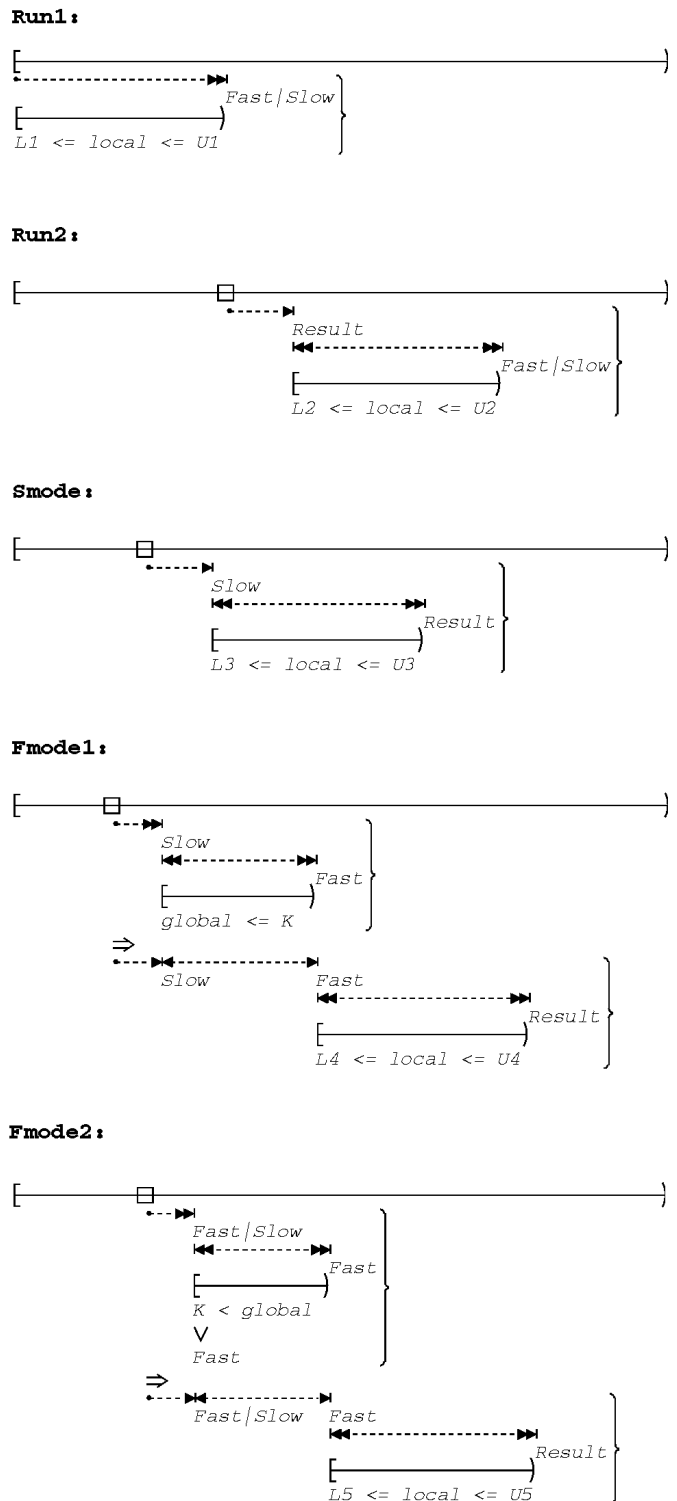 Run1:
Fast|Slow
L1 <= local <= U1
Run2:
Result
Fast|Slow
L2 <= local <= U2
Smode:
Slow
Result
L3 <= local <= U3
Fmode1:
Slow
Fast
global <= K
⇒
Slow Fast
Result
L4 <= local <= U4
Fmode2:
Fast|Slow
Fast
K < global
∨
Fast
⇒
Fast|Slow Fast
Result
L5 <= local <= U5